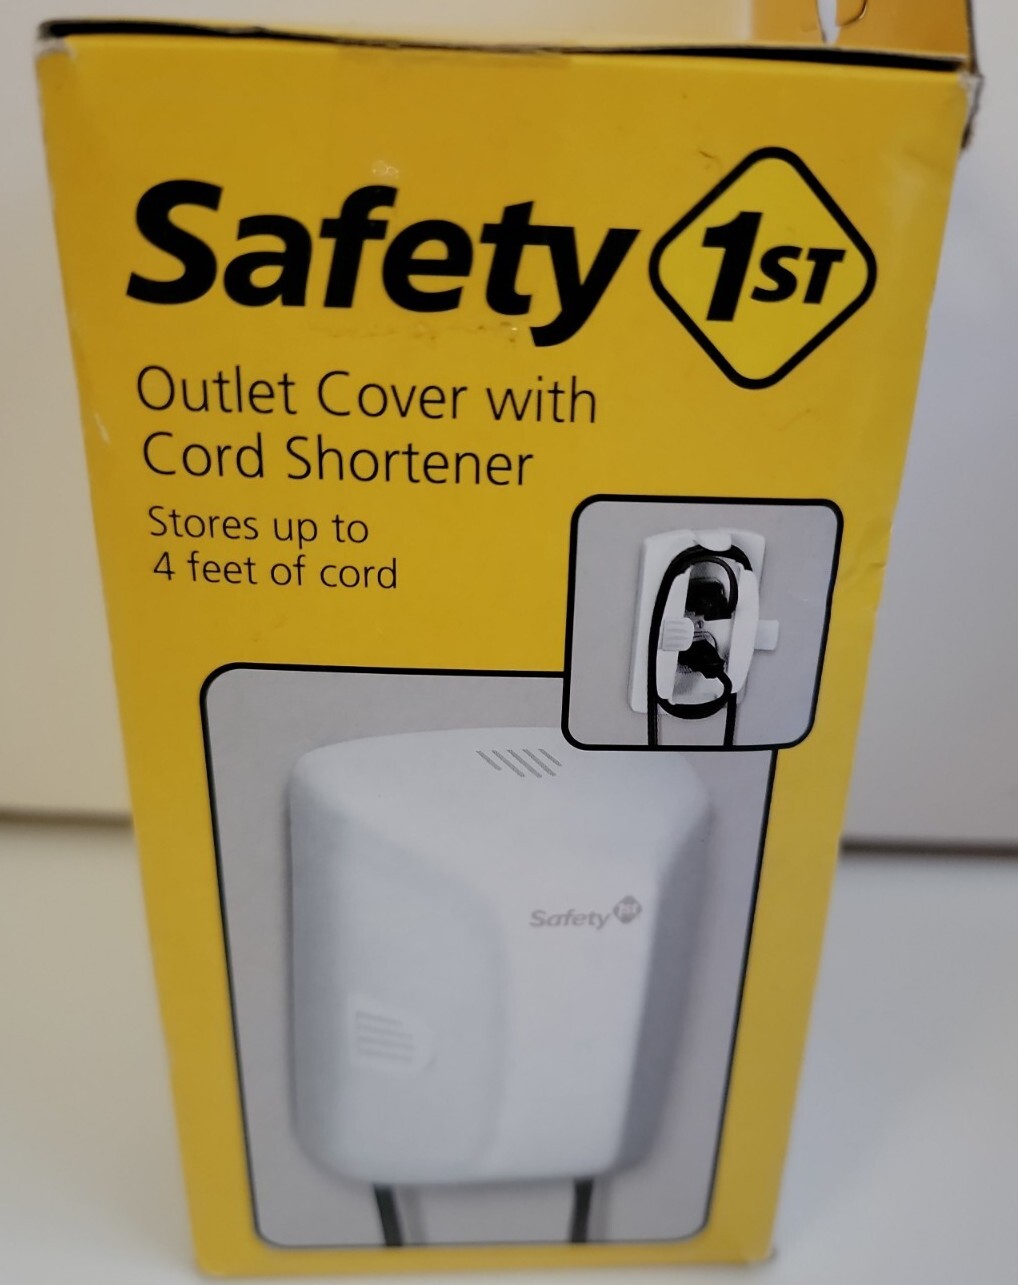 Safety 1ST
Outlet Cover with
Cord Shortener
Stores up to
4 feet of cord
Safety 1st